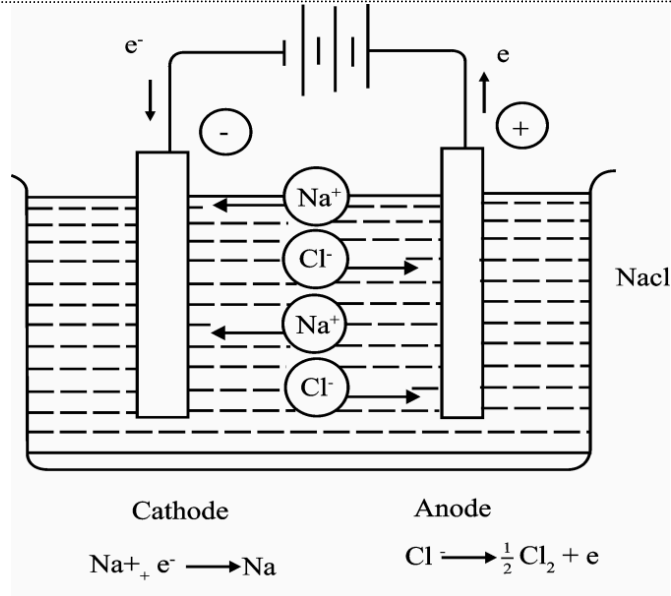 e⁻ e
- +
Na⁺
Cl⁻
Nacl
Na⁺
Cl⁻
Cathode Anode
Na+₊ e⁻ → Na Cl⁻ → ½ Cl₂ + e